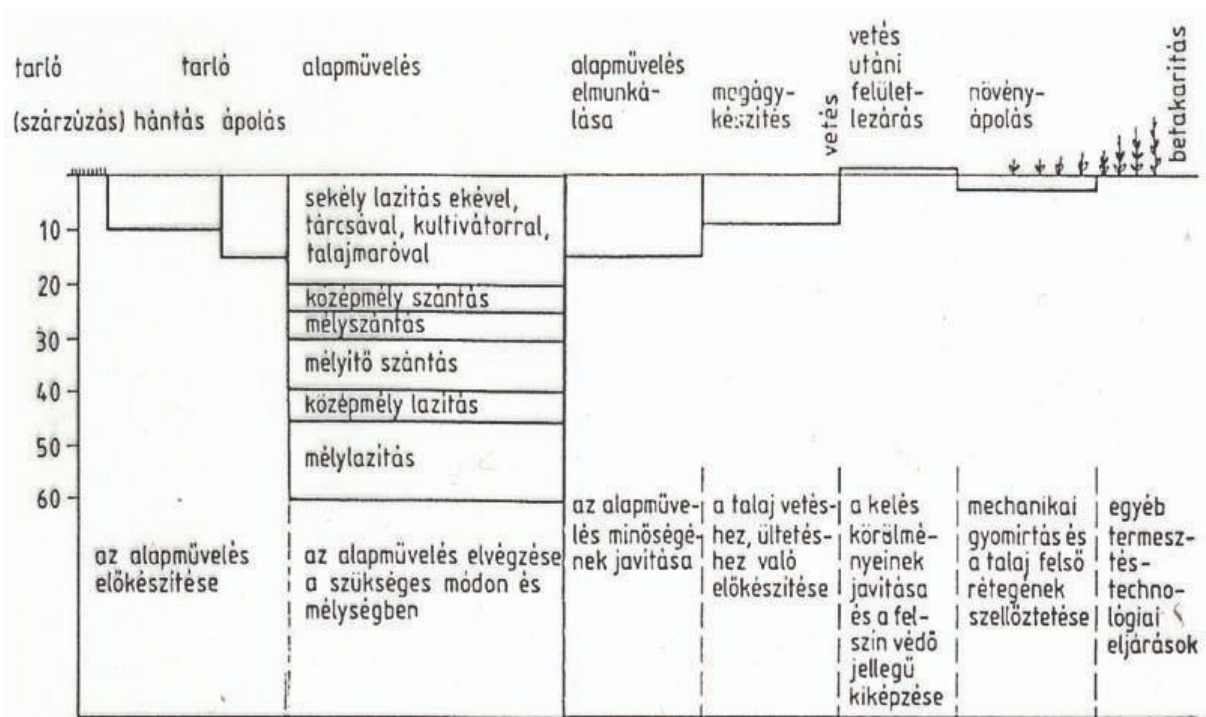 tarló
(szárzúzás) hántás
tarló
ápolás
alapművelés
alapművelés
elmunká-
lása
magágy-
készítés
vetés
vetés
utáni
felület-
lezárás
növény-
ápolás
betakaritás
10
20
30
40
50
60
sekély lazítás ekével,
tárcsával, kultivátorral,
talajmaróval
középmély szántás
mélyszántás
mélyitő szántás
középmély lazítás
mélylazítás
az alapművelés
előkészítése
az alapművelés elvégzése
a szükséges módon és
mélységben
az alapműve-
lés minőségé-
nek javítása
a talaj vetés-
hez, ültetés-
hez való
előkészítése
a kelés
körülmé-
nyeinek
javítása
és a fel-
szín védő
jellegű
kiképzése
mechanikai
gyomirtás és
a talaj felső
rétegének
szellőztetése
egyéb
termesz-
tés-
techno-
lógiai
eljárások